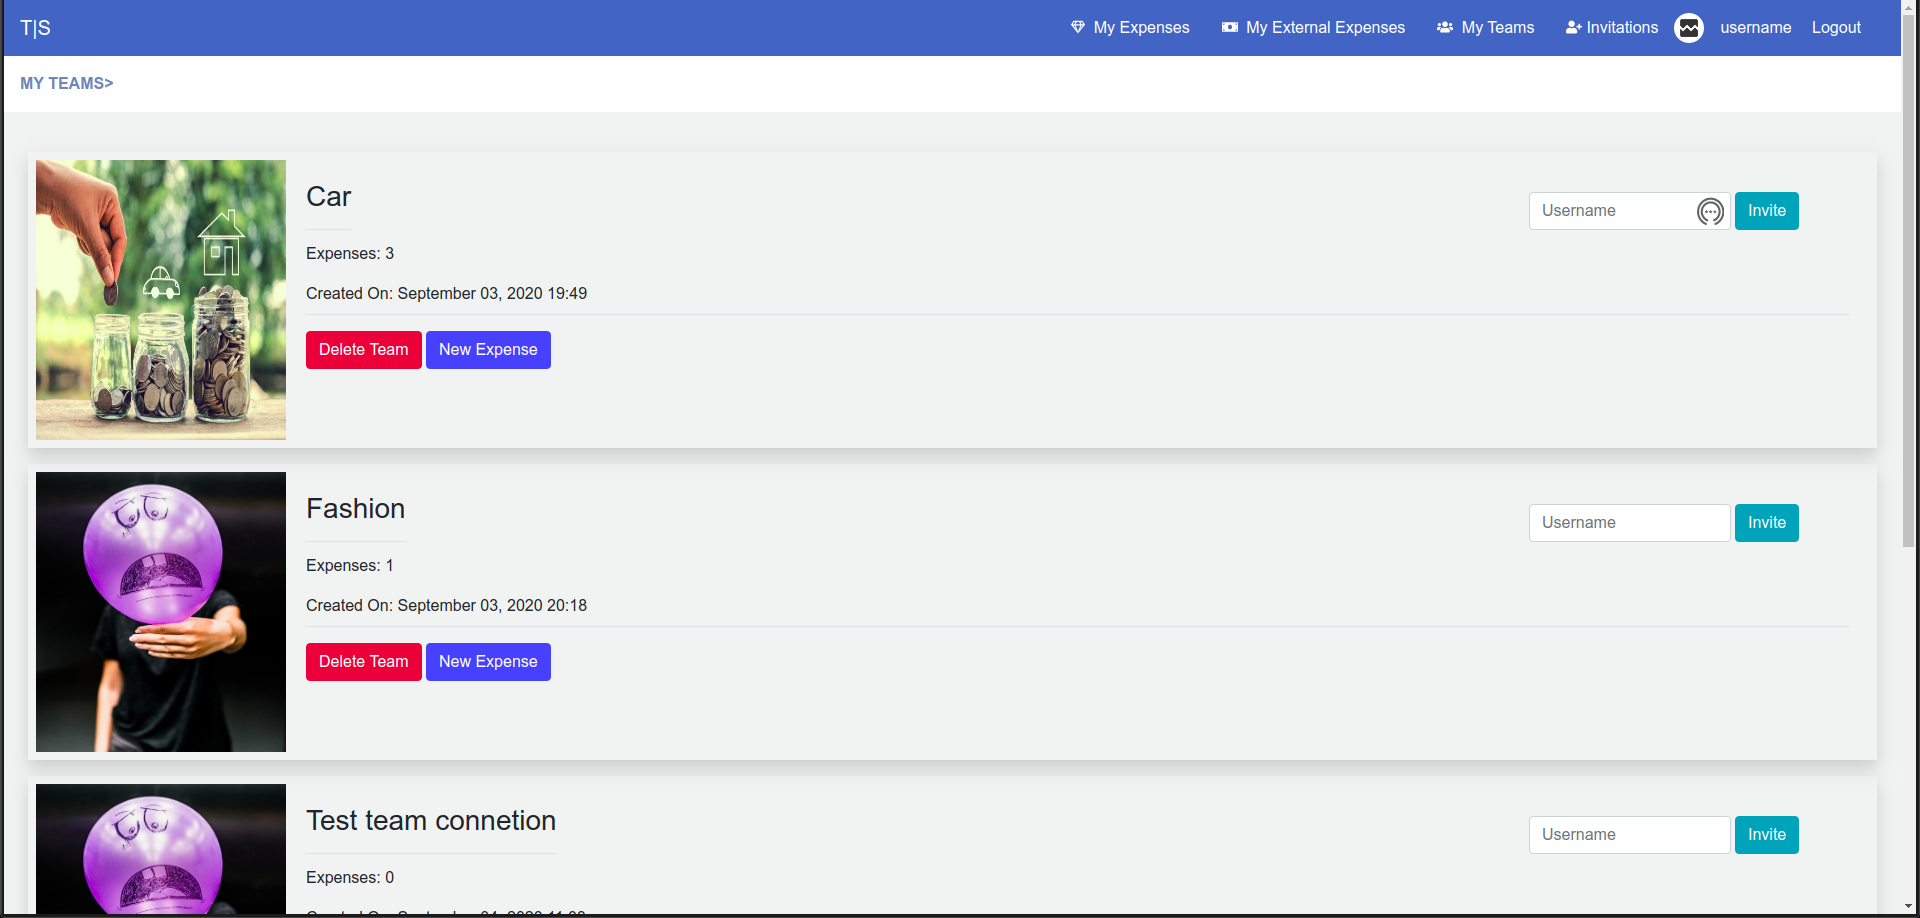 T|S
My Expenses
My External Expenses
My Teams
Invitations
username
Logout
MY TEAMS>
Car
Username
Invite
Expenses: 3
Created On: September 03, 2020 19:49
Delete Team
New Expense
Fashion
Username
Invite
Expenses: 1
Created On: September 03, 2020 20:18
Delete Team
New Expense
Test team connetion
Username
Invite
Expenses: 0